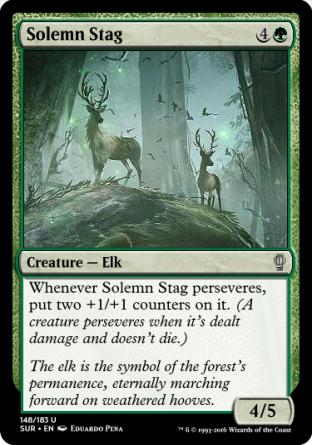 Solemn Stag 4
Creature — Elk
Whenever Solemn Stag perseveres,
put two +1/+1 counters on it. (A
creature perseveres when it's dealt
damage and doesn't die.)
The elk is the symbol of the forest's
permanence, eternally marching
forward on weathered hooves.
4/5
148/183 U
SUR • EN Eduardo Pena
™ & © 1993-2016 Wizards of the Coast